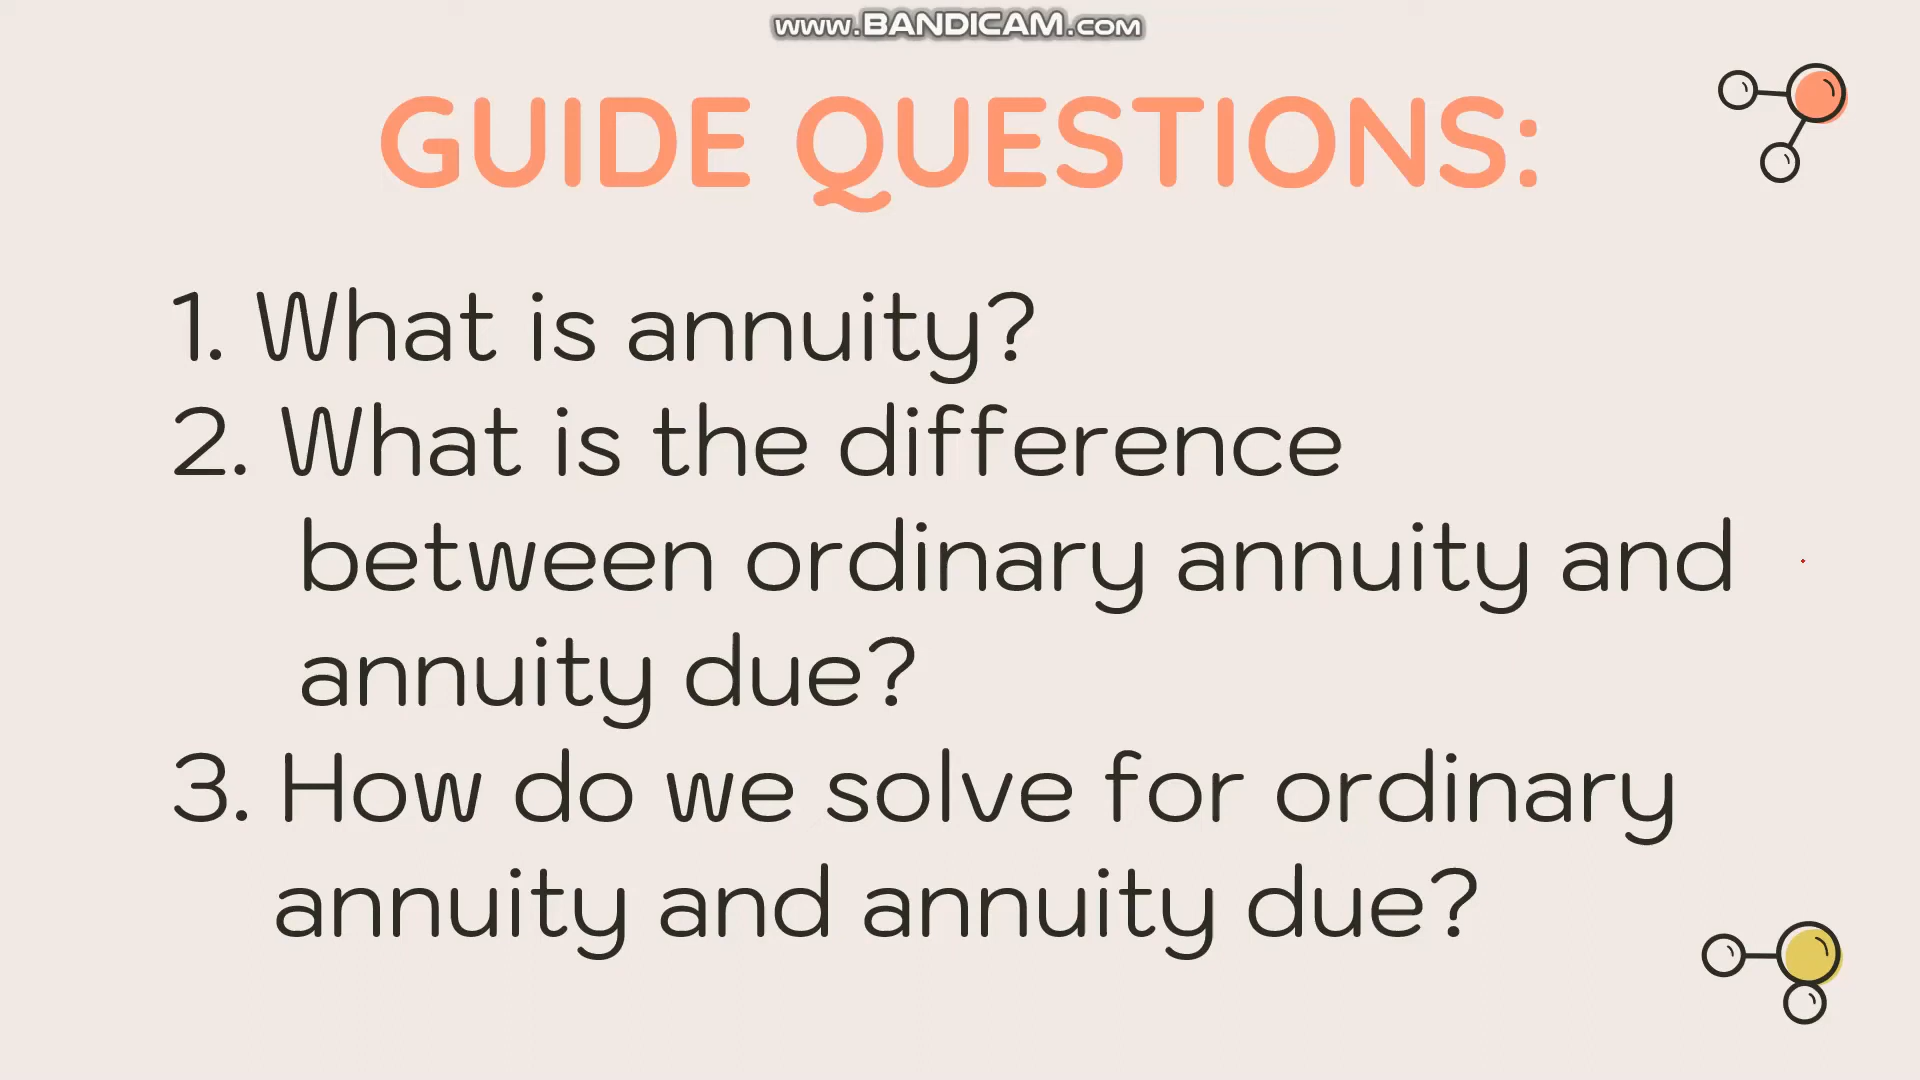 www.BANDICAM.com
GUIDE QUESTIONS:
1. What is annuity?
2. What is the difference
between ordinary annuity and
annuity due?
3. How do we solve for ordinary
annuity and annuity due?